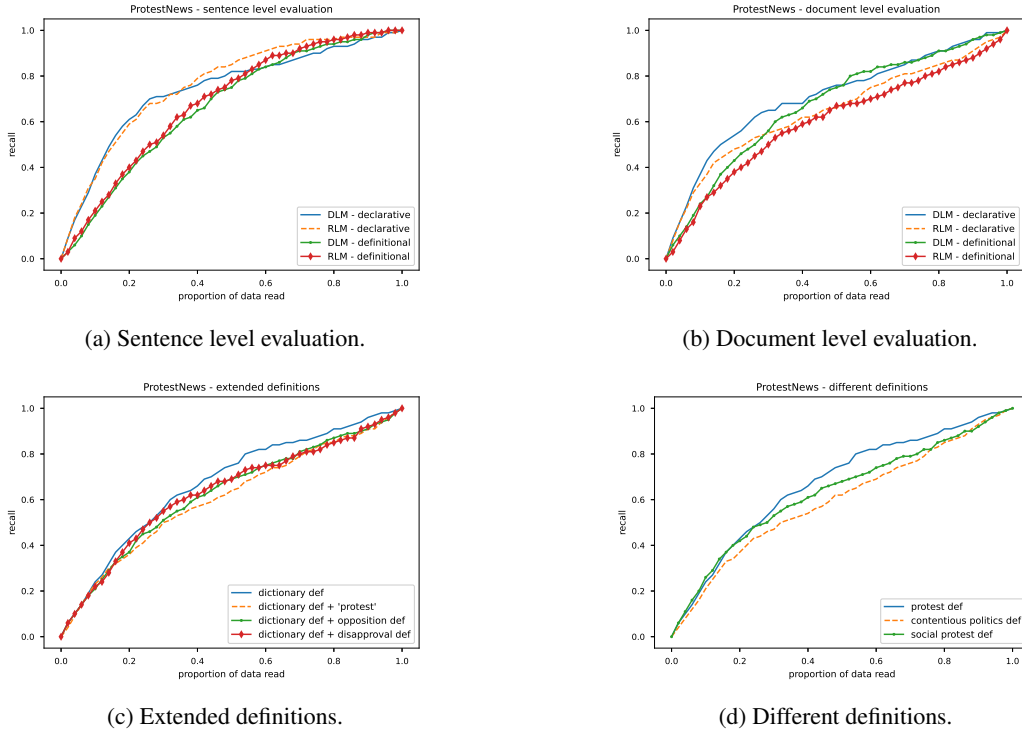 ProtestNews - sentence level evaluation
1.0
0.8
0.6
0.4
0.2
0.0
recall
DLM - declarative
RLM - declarative
DLM - definitional
RLM - definitional
0.0 0.2 0.4 0.6 0.8 1.0
proportion of data read
(a) Sentence level evaluation.
ProtestNews - document level evaluation
1.0
0.8
0.6
0.4
0.2
0.0
recall
DLM - declarative
RLM - declarative
DLM - definitional
RLM - definitional
0.0 0.2 0.4 0.6 0.8 1.0
proportion of data read
(b) Document level evaluation.
ProtestNews - extended definitions
1.0
0.8
0.6
0.4
0.2
0.0
recall
dictionary def
dictionary def + 'protest'
dictionary def + opposition def
dictionary def + disapproval def
0.0 0.2 0.4 0.6 0.8 1.0
proportion of data read
(c) Extended definitions.
ProtestNews - different definitions
1.0
0.8
0.6
0.4
0.2
0.0
recall
protest def
contentious politics def
social protest def
0.0 0.2 0.4 0.6 0.8 1.0
proportion of data read
(d) Different definitions.